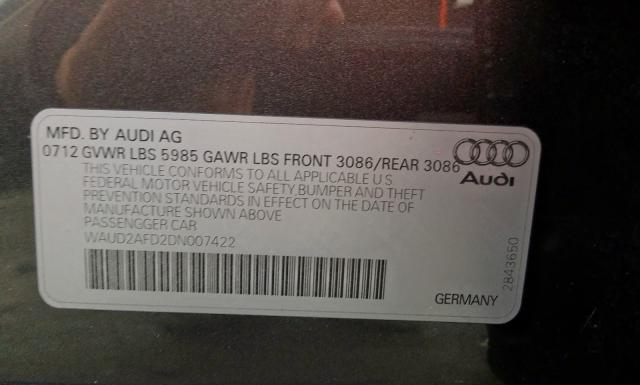 MFD. BY AUDI AG
0712 GVWR LBS 5985 GAWR LBS FRONT 3086/REAR 3086
THIS VEHICLE CONFORMS TO ALL APPLICABLE U S
FEDERAL MOTOR VEHICLE SAFETY,BUMPER AND THEFT
PREVENTION STANDARDS IN EFFECT ON THE DATE OF
MANUFACTURE SHOWN ABOVE
PASSENGGER CAR
WAUD2AFD2DN007422
Audi
GERMANY
2843650